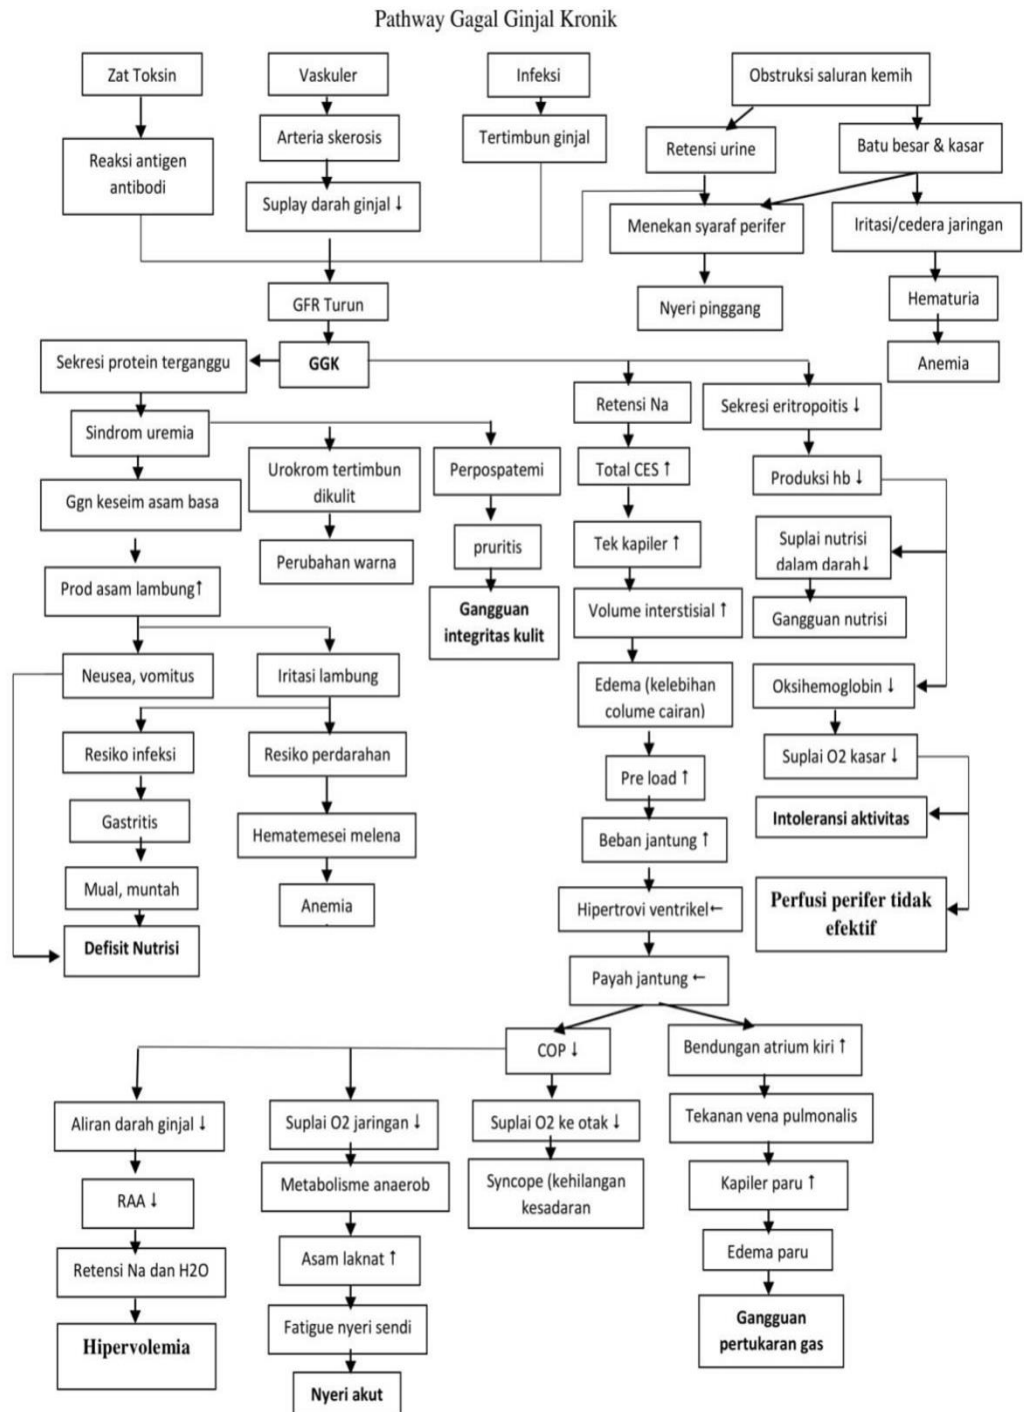 Pathway Gagal Ginjal Kronik
Zat Toksin
Vaskuler
Infeksi
Obstruksi saluran kemih
Reaksi antigen
antibodi
Arteria skerosis
Tertimbun ginjal
Retensi urine
Batu besar & kasar
Suplay darah ginjal ↓
Menekan syaraf perifer
Iritasi/cedera jaringan
GFR Turun
Nyeri pinggang
Hematuria
Sekresi protein terganggu
GGK
Anemia
Retensi Na
Sekresi eritropoitis ↓
Sindrom uremia
Urokrom tertimbun
dikulit
Perpospatemi
Total CES ↑
Produksi hb ↓
Ggn keseim asam basa
Perubahan warna
pruritis
Tek kapiler ↑
Suplai nutrisi
dalam darah↓
Prod asam lambung↑
Gangguan
integritas kulit
Volume interstisial ↑
Gangguan nutrisi
Neusea, vomitus
Iritasi lambung
Edema (kelebihan
colume cairan)
Oksihemoglobin ↓
Resiko infeksi
Resiko perdarahan
Pre load ↑
Suplai O2 kasar ↓
Gastritis
Hematemesei melena
Beban jantung ↑
Intoleransi aktivitas
Mual, muntah
Anemia
Hipertrovi ventrikel←
Perfusi perifer tidak
efektif
Defisit Nutrisi
Payah jantung ←
COP ↓
Bendungan atrium kiri ↑
Aliran darah ginjal ↓
Suplai O2 jaringan ↓
Suplai O2 ke otak ↓
Tekanan vena pulmonalis
RAA ↓
Metabolisme anaerob
Syncope (kehilangan
kesadaran
Kapiler paru ↑
Retensi Na dan H2O
Asam laknat ↑
Edema paru
Hipervolemia
Fatigue nyeri sendi
Gangguan
pertukaran gas
Nyeri akut